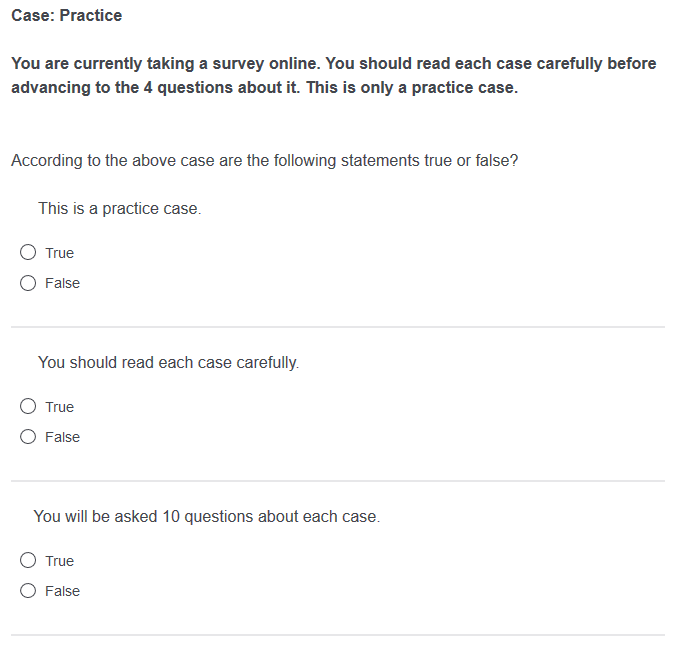 Case: Practice
You are currently taking a survey online. You should read each case carefully before
advancing to the 4 questions about it. This is only a practice case.
According to the above case are the following statements true or false?
This is a practice case.
True
False
You should read each case carefully.
True
False
You will be asked 10 questions about each case.
True
False